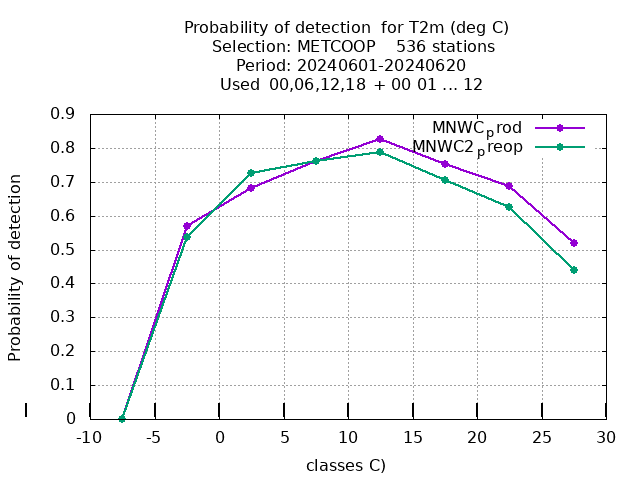 Probability of detection for T2m (deg C)
Selection: METCOOP 536 stations
Period: 20240601-20240620
Used 00,06,12,18 + 00 01 ... 12
MNWCprod
MNWC2preop
Probability of detection
0.9
0.8
0.7
0.6
0.5
0.4
0.3
0.2
0.1
0
-10 -5 0 5 10 15 20 25 30
classes C)